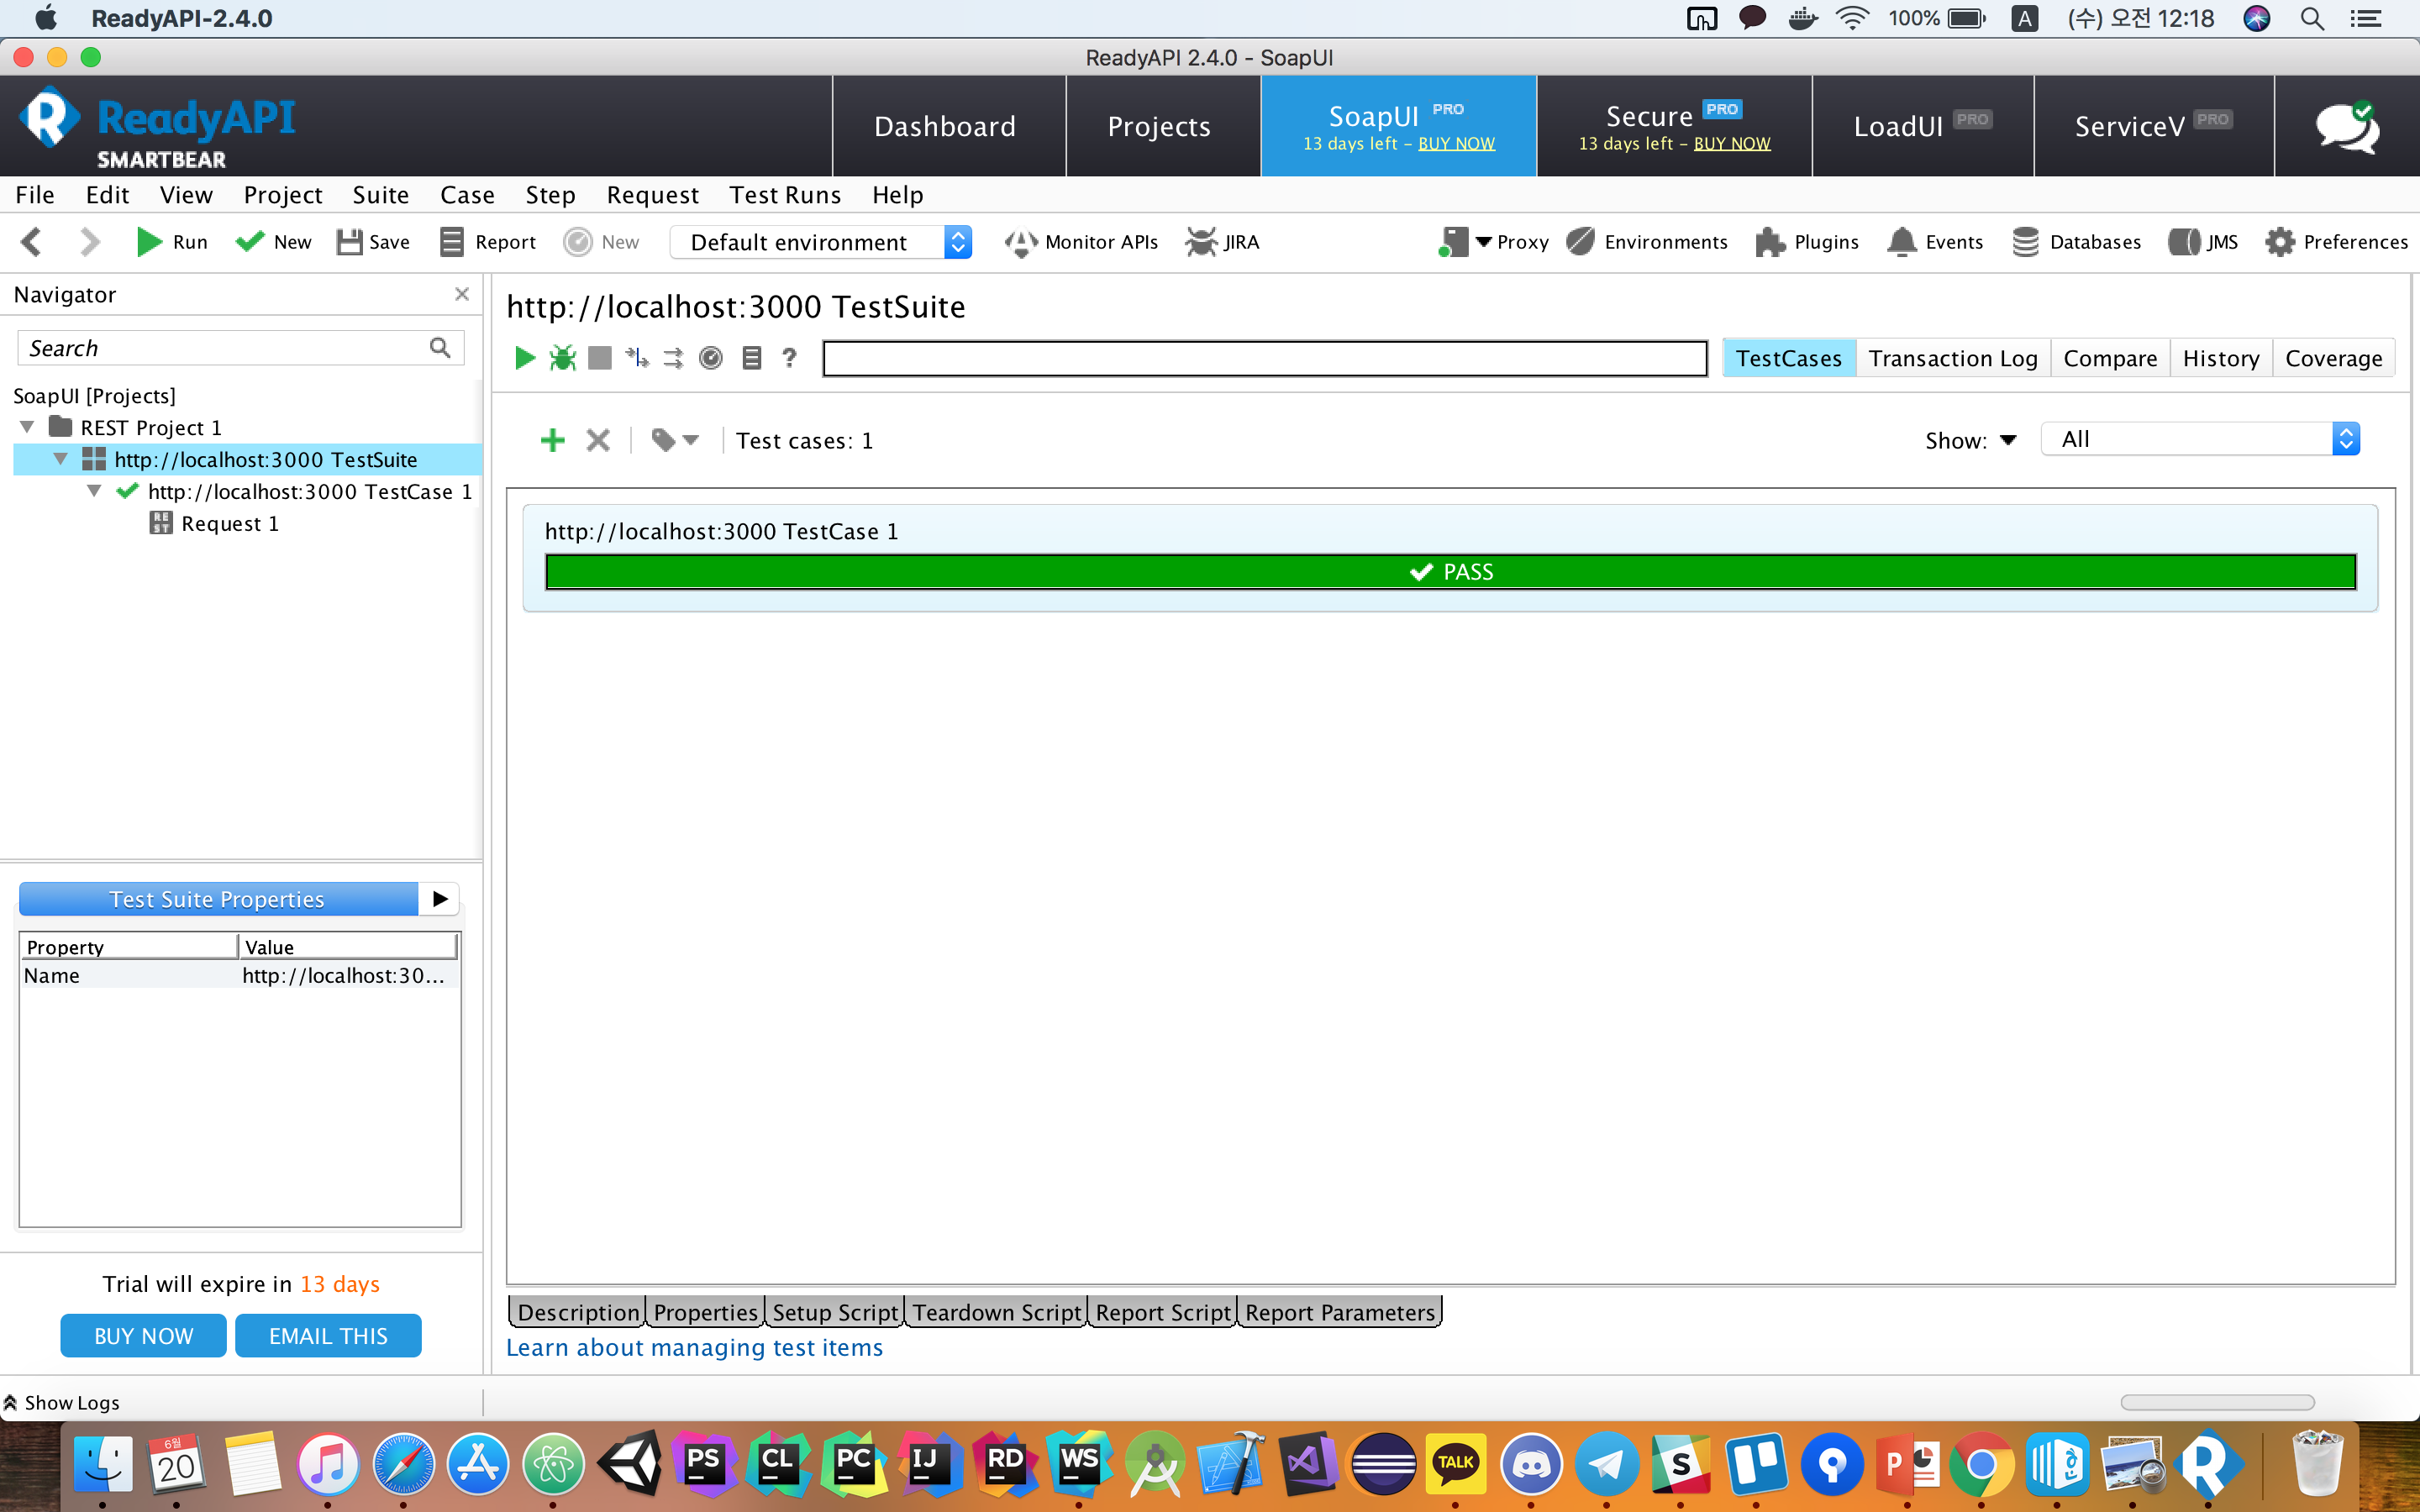 ReadyAPI-2.4.0
100%
A
(수) 오전 12:18
ReadyAPI 2.4.0 - SoapUI
R ReadyAPI
SMARTBEAR
Dashboard
Projects
SoapUI PRO
13 days left - BUY NOW
Secure PRO
13 days left - BUY NOW
LoadUI PRO
ServiceV PRO
File Edit View Project Suite Case Step Request Test Runs Help
Run New Save Report New Default environment Monitor APIs JIRA Proxy Environments Plugins Events Databases JMS Preferences
Navigator
Search
SoapUI [Projects]
REST Project 1
http://localhost:3000 TestSuite
http://localhost:3000 TestCase 1
REST Request 1
http://localhost:3000 TestSuite
?
TestCases Transaction Log Compare History Coverage
Test cases: 1
Show: All
http://localhost:3000 TestCase 1
PASS
Test Suite Properties
Property Value
Name http://localhost:30...
Trial will expire in 13 days
BUY NOW EMAIL THIS
Description Properties Setup Script Teardown Script Report Script Report Parameters
Learn about managing test items
Show Logs
6월
20
PS
CL
PC
IJ
RD
WS
TALK
S
P
R